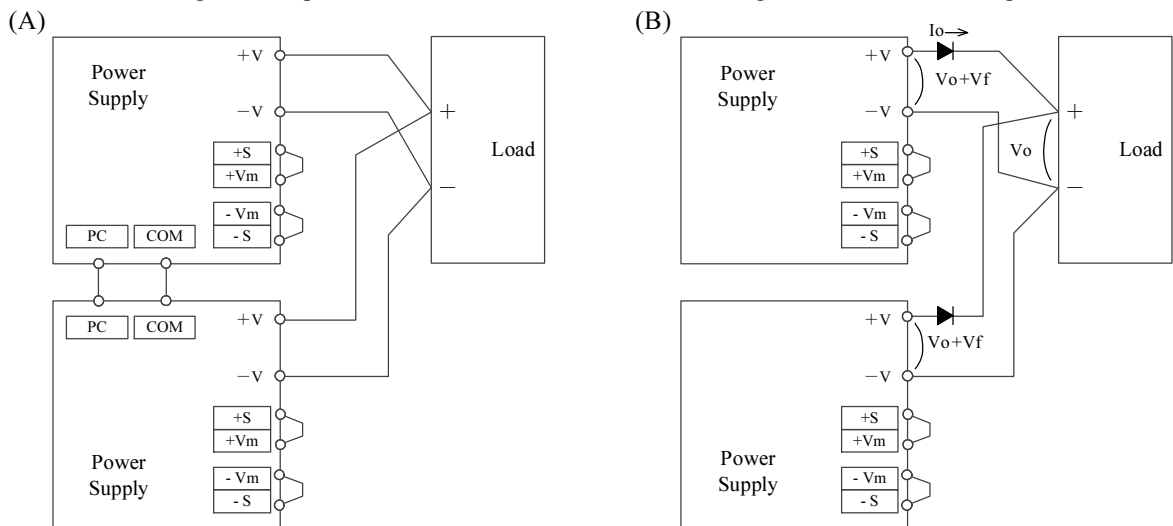 (A)
Power
Supply
+V
−V
+S
+Vm
- Vm
- S
PC
COM
Load
+
−
PC
COM
+V
−V
+S
+Vm
- Vm
- S
Power
Supply
(B)
Power
Supply
Io→
+V
Vo+Vf
−V
+S
+Vm
- Vm
- S
Load
+
Vo
−
+V
Vo+Vf
−V
+S
+Vm
- Vm
- S
Power
Supply